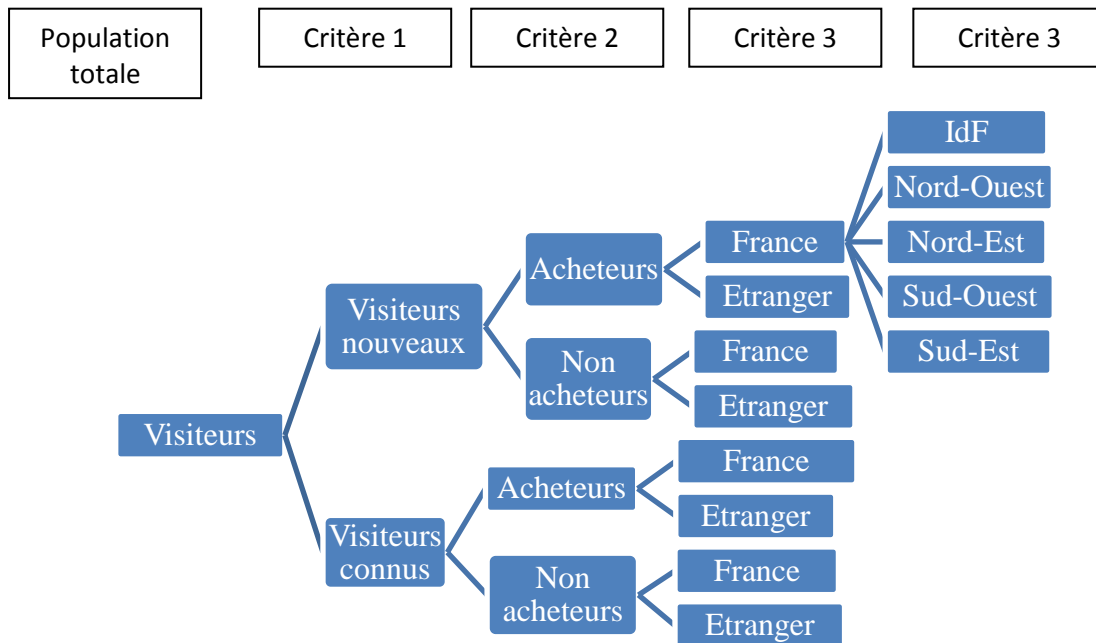 Population
totale
Critère 1
Critère 2
Critère 3
Critère 3
IdF
Nord-Ouest
Nord-Est
Sud-Ouest
Sud-Est
France
Etranger
France
Etranger
France
Etranger
France
Etranger
Acheteurs
Non
acheteurs
Acheteurs
Non
acheteurs
Visiteurs
nouveaux
Visiteurs
connus
Visiteurs